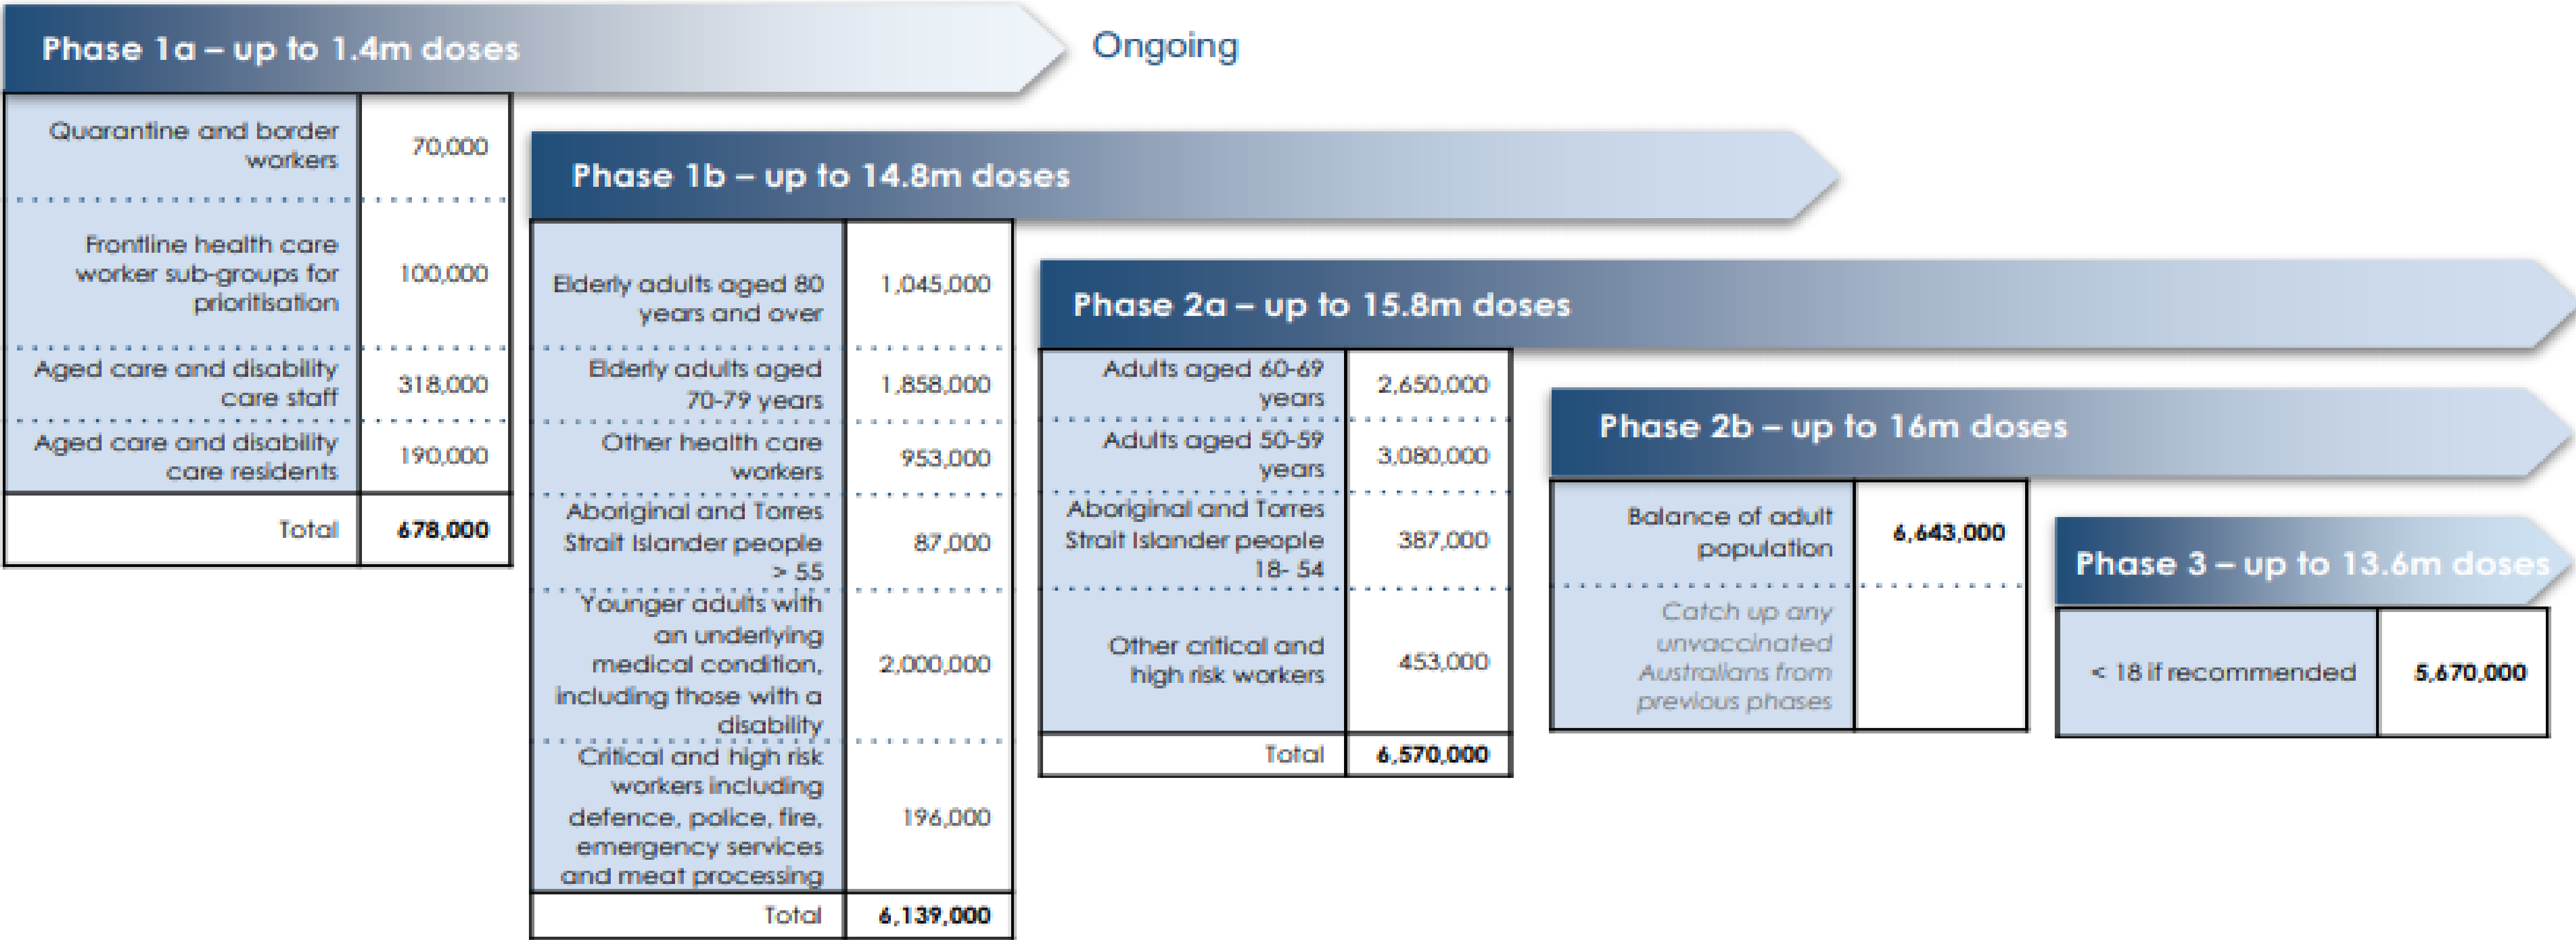 Phase 1a – up to 1.4m doses
Ongoing
Quarantine and border
workers
70,000
Frontline health care
worker sub-groups for
prioritisation
100,000
Aged care and disability
care staff
318,000
Aged care and disability
care residents
190,000
Total
678,000
Phase 1b – up to 14.8m doses
Elderly adults aged 80
years and over
1,045,000
Elderly adults aged
70-79 years
1,858,000
Other health care
workers
953,000
Aboriginal and Torres
Strait Islander people
> 55
87,000
Younger adults with
an underlying
medical condition,
including those with a
disability
2,000,000
Critical and high risk
workers including
defence, police, fire,
emergency services
and meat processing
196,000
Total
6,139,000
Phase 2a – up to 15.8m doses
Adults aged 60-69
years
2,650,000
Adults aged 50-59
years
3,080,000
Aboriginal and Torres
Strait Islander people
18- 54
387,000
Other critical and
high risk workers
453,000
Total
6,570,000
Phase 2b – up to 16m doses
Balance of adult
population
6,643,000
Catch up any
unvaccinated
Australians from
previous phases
Phase 3 – up to 13.6m doses
< 18 if recommended
5,670,000